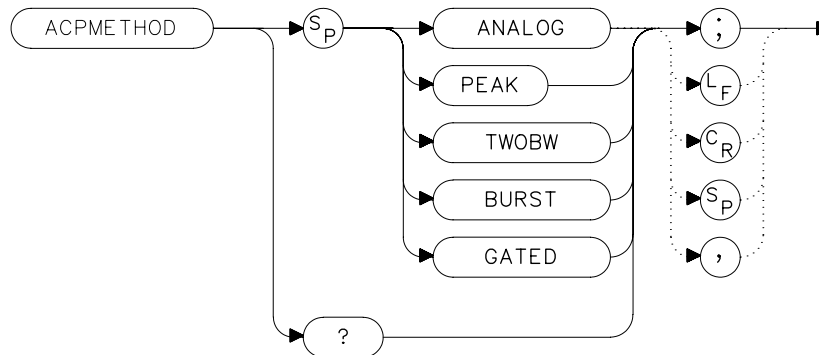 ACPMETHOD SP ANALOG ;
PEAK LF
TWOBW CR
BURST SP
GATED ,
?